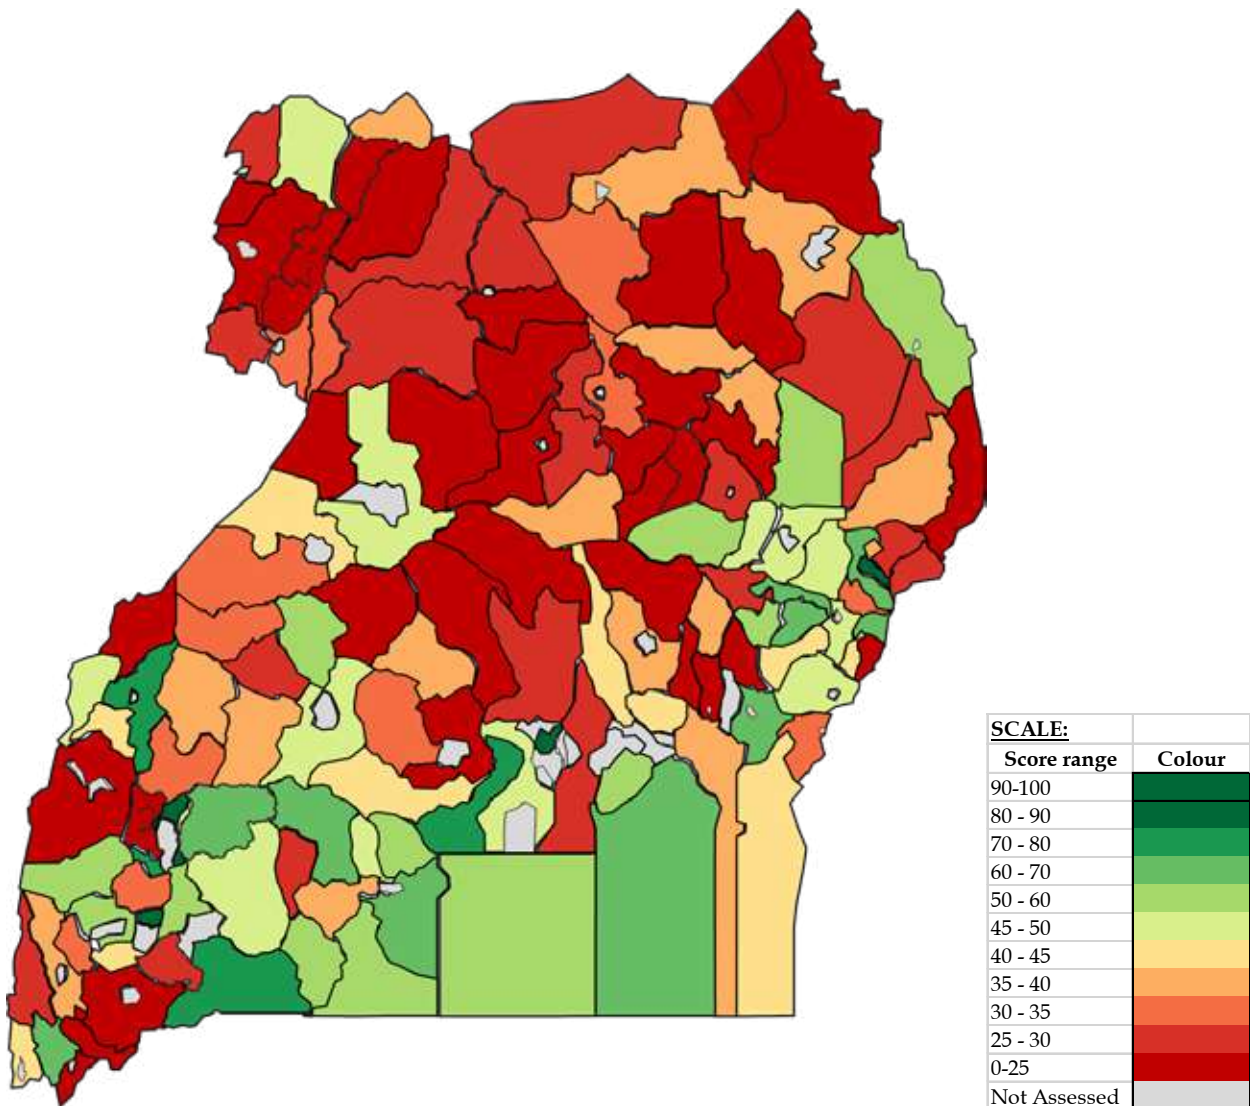 SCALE:
Score range Colour
90-100
80 - 90
70 - 80
60 - 70
50 - 60
45 - 50
40 - 45
35 - 40
30 - 35
25 - 30
0-25
Not Assessed